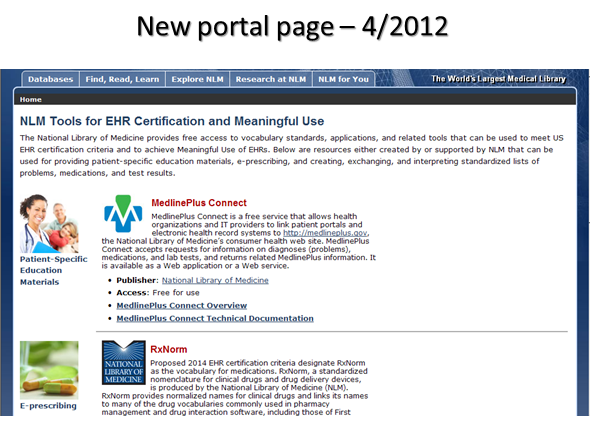 New portal page – 4/2012
Databases Find, Read, Learn Explore NLM Research at NLM NLM for You The World's Largest Medical Library
Home
NLM Tools for EHR Certification and Meaningful Use
The National Library of Medicine provides free access to vocabulary standards, applications, and related tools that can be used to meet US
EHR certification criteria and to achieve Meaningful Use of EHRs. Below are resources either created by or supported by NLM that can be
used for providing patient-specific education materials, e-prescribing, and creating, exchanging, and interpreting standardized lists of
problems, medications, and test results.
Patient-Specific
Education
Materials
MedlinePlus Connect
MedlinePlus Connect is a free service that allows health
organizations and IT providers to link patient portals and
electronic health record systems to http://medlineplus.gov,
the National Library of Medicine's consumer health web site. MedlinePlus
Connect accepts requests for information on diagnoses (problems),
medications, and lab tests, and returns related MedlinePlus information. It
is available as a Web application or a Web service.
• Publisher: National Library of Medicine
• Access: Free for use
• MedlinePlus Connect Overview
• MedlinePlus Connect Technical Documentation
E-prescribing
NATIONAL
LIBRARY OF
MEDICINE
RxNorm
Proposed 2014 EHR certification criteria designate RxNorm
as the vocabulary for medications. RxNorm, a standardized
nomenclature for clinical drugs and drug delivery devices,
is produced by the National Library of Medicine (NLM).
RxNorm provides normalized names for clinical drugs and links its names
to many of the drug vocabularies commonly used in pharmacy
management and drug interaction software, including those of First